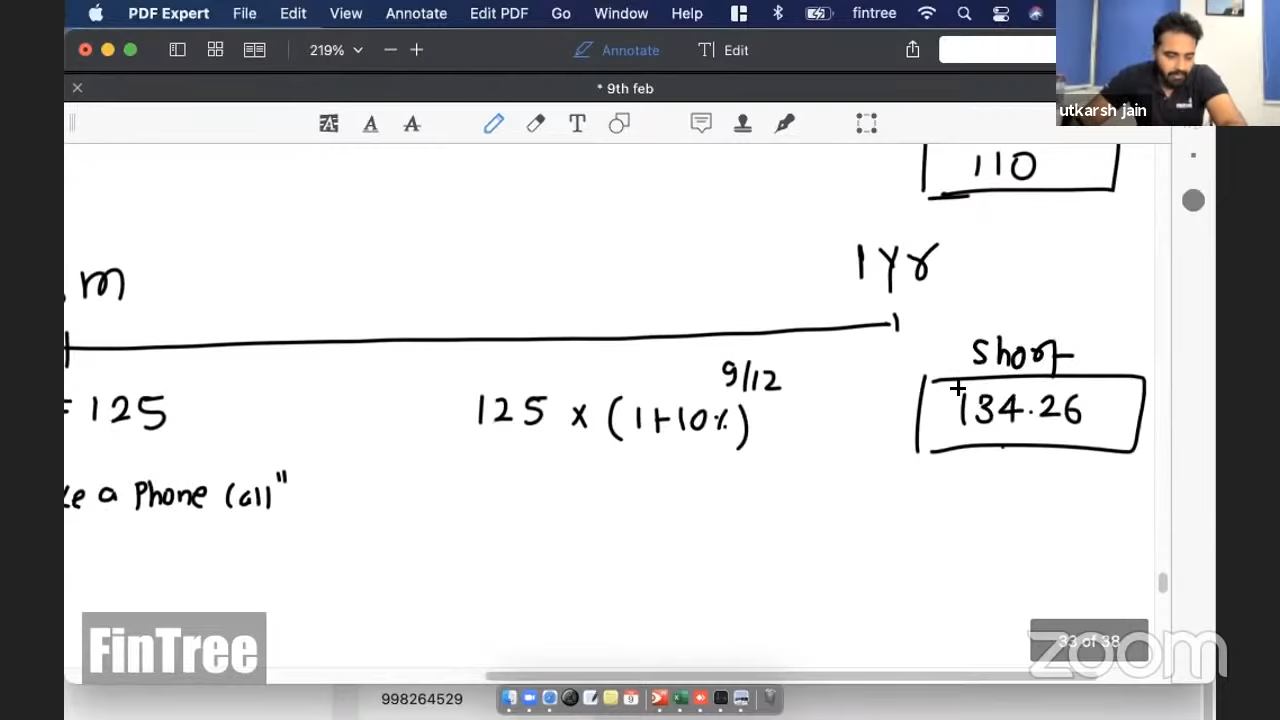 PDF Expert File Edit View Annotate Edit PDF Go Window Help fintree
219% Annotate Edit
* 9th feb
utkarsh jain
110
m
1yr
Short
9/12
= 125
125 x (1+10%)
134.26
a Phone Call"
FinTree
33 of 38
zoom
998264529